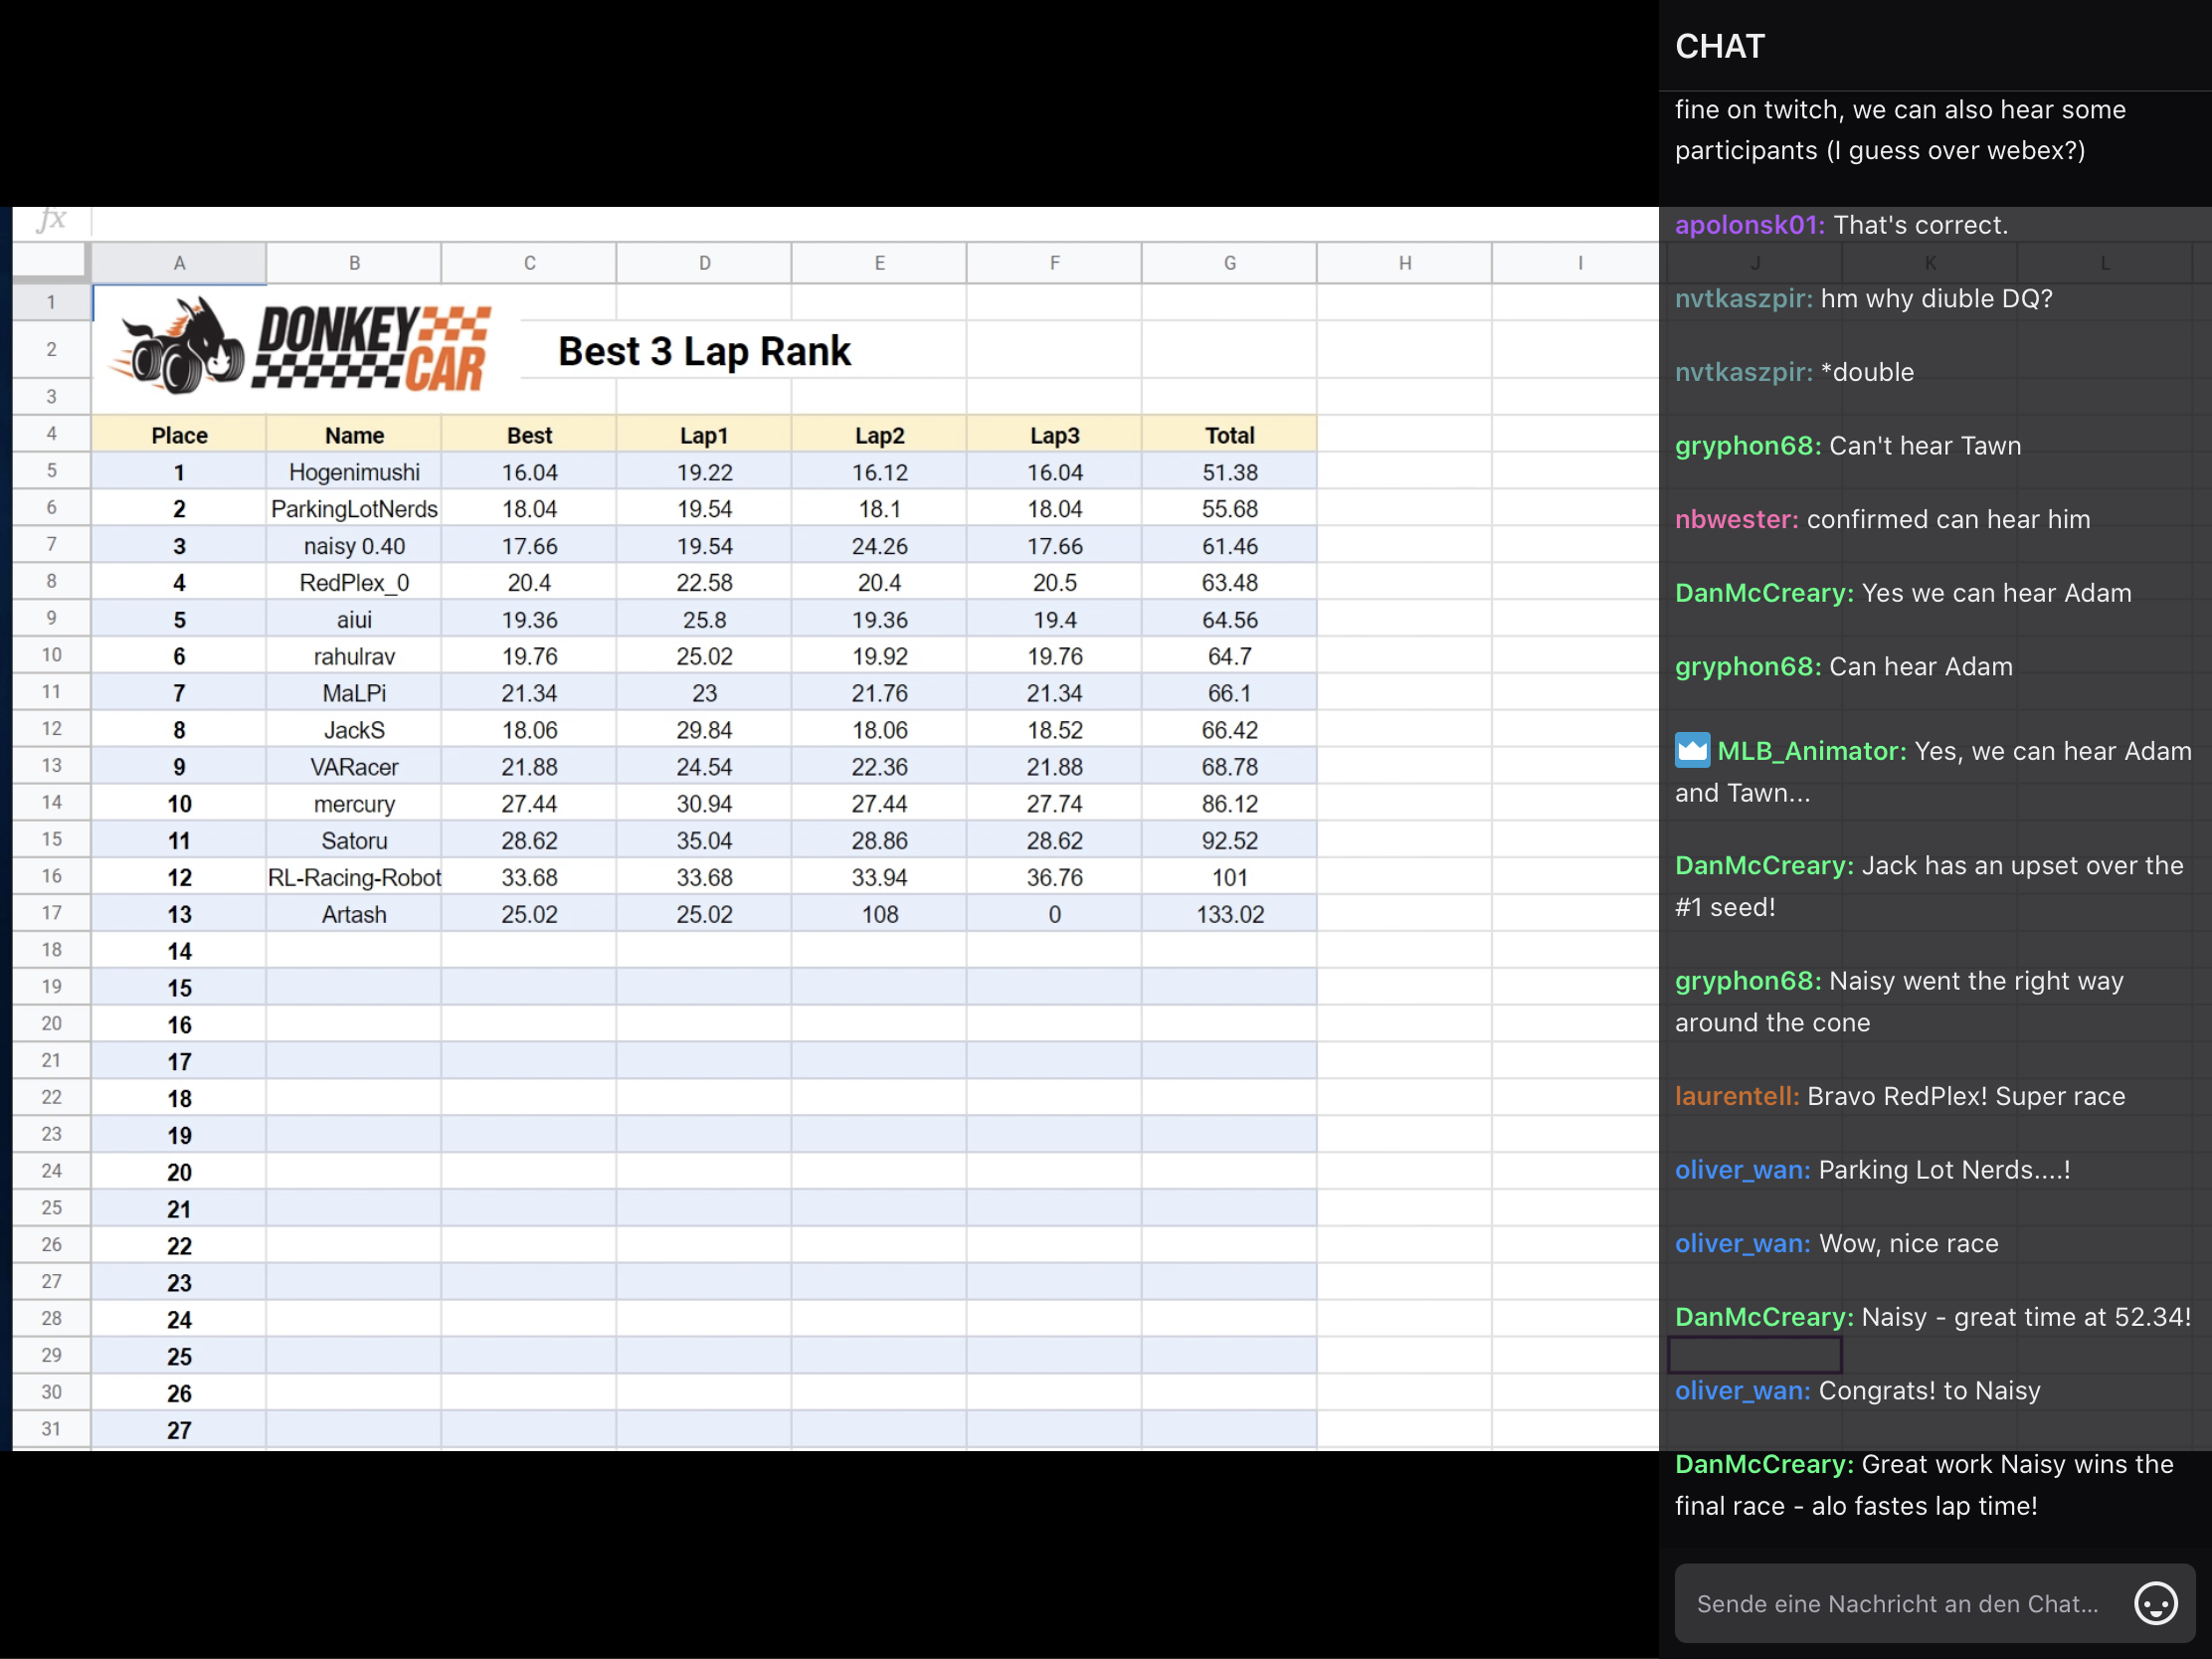 fx
A B C D E F G H I J K L
1
2 DONKEY CAR Best 3 Lap Rank
3
4 Place Name Best Lap1 Lap2 Lap3 Total
5 1 Hogenimushi 16.04 19.22 16.12 16.04 51.38
6 2 ParkingLotNerds 18.04 19.54 18.1 18.04 55.68
7 3 naisy 0.40 17.66 19.54 24.26 17.66 61.46
8 4 RedPlex_0 20.4 22.58 20.4 20.5 63.48
9 5 aiui 19.36 25.8 19.36 19.4 64.56
10 6 rahulrav 19.76 25.02 19.92 19.76 64.7
11 7 MaLPi 21.34 23 21.76 21.34 66.1
12 8 JackS 18.06 29.84 18.06 18.52 66.42
13 9 VARacer 21.88 24.54 22.36 21.88 68.78
14 10 mercury 27.44 30.94 27.44 27.74 86.12
15 11 Satoru 28.62 35.04 28.86 28.62 92.52
16 12 RL-Racing-Robot 33.68 33.68 33.94 36.76 101
17 13 Artash 25.02 25.02 108 0 133.02
18 14
19 15
20 16
21 17
22 18
23 19
24 20
25 21
26 22
27 23
28 24
29 25
30 26
31 27
CHAT
fine on twitch, we can also hear some
participants (I guess over webex?)
apolonsk01: That's correct.
nvtkaszpir: hm why diuble DQ?
nvtkaszpir: *double
gryphon68: Can't hear Tawn
nbwester: confirmed can hear him
DanMcCreary: Yes we can hear Adam
gryphon68: Can hear Adam
MLB_Animator: Yes, we can hear Adam
and Tawn...
DanMcCreary: Jack has an upset over the
#1 seed!
gryphon68: Naisy went the right way
around the cone
laurentell: Bravo RedPlex! Super race
oliver_wan: Parking Lot Nerds....!
oliver_wan: Wow, nice race
DanMcCreary: Naisy - great time at 52.34!
oliver_wan: Congrats! to Naisy
DanMcCreary: Great work Naisy wins the
final race - alo fastes lap time!
Sende eine Nachricht an den Chat...